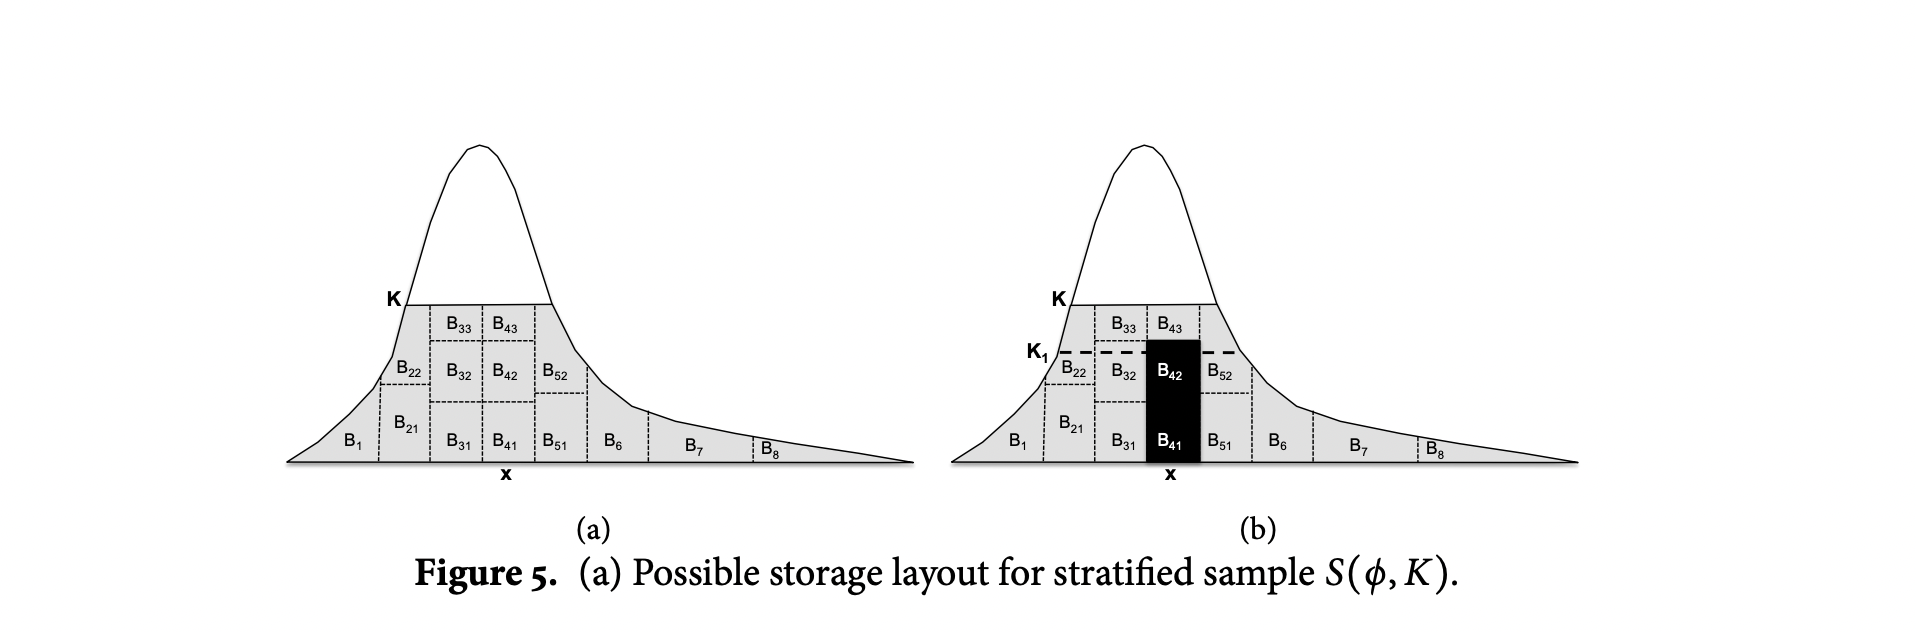 K K
B33 B43 B33 B43
K1
B22 B32 B42 B52 B22 B32 B42 B52
B21 B21
B1 B31 B41 B51 B6 B7 B8 B1 B31 B41 B51 B6 B7 B8
x x
(a) (b)
Figure 5. (a) Possible storage layout for stratified sample S(ϕ, K).